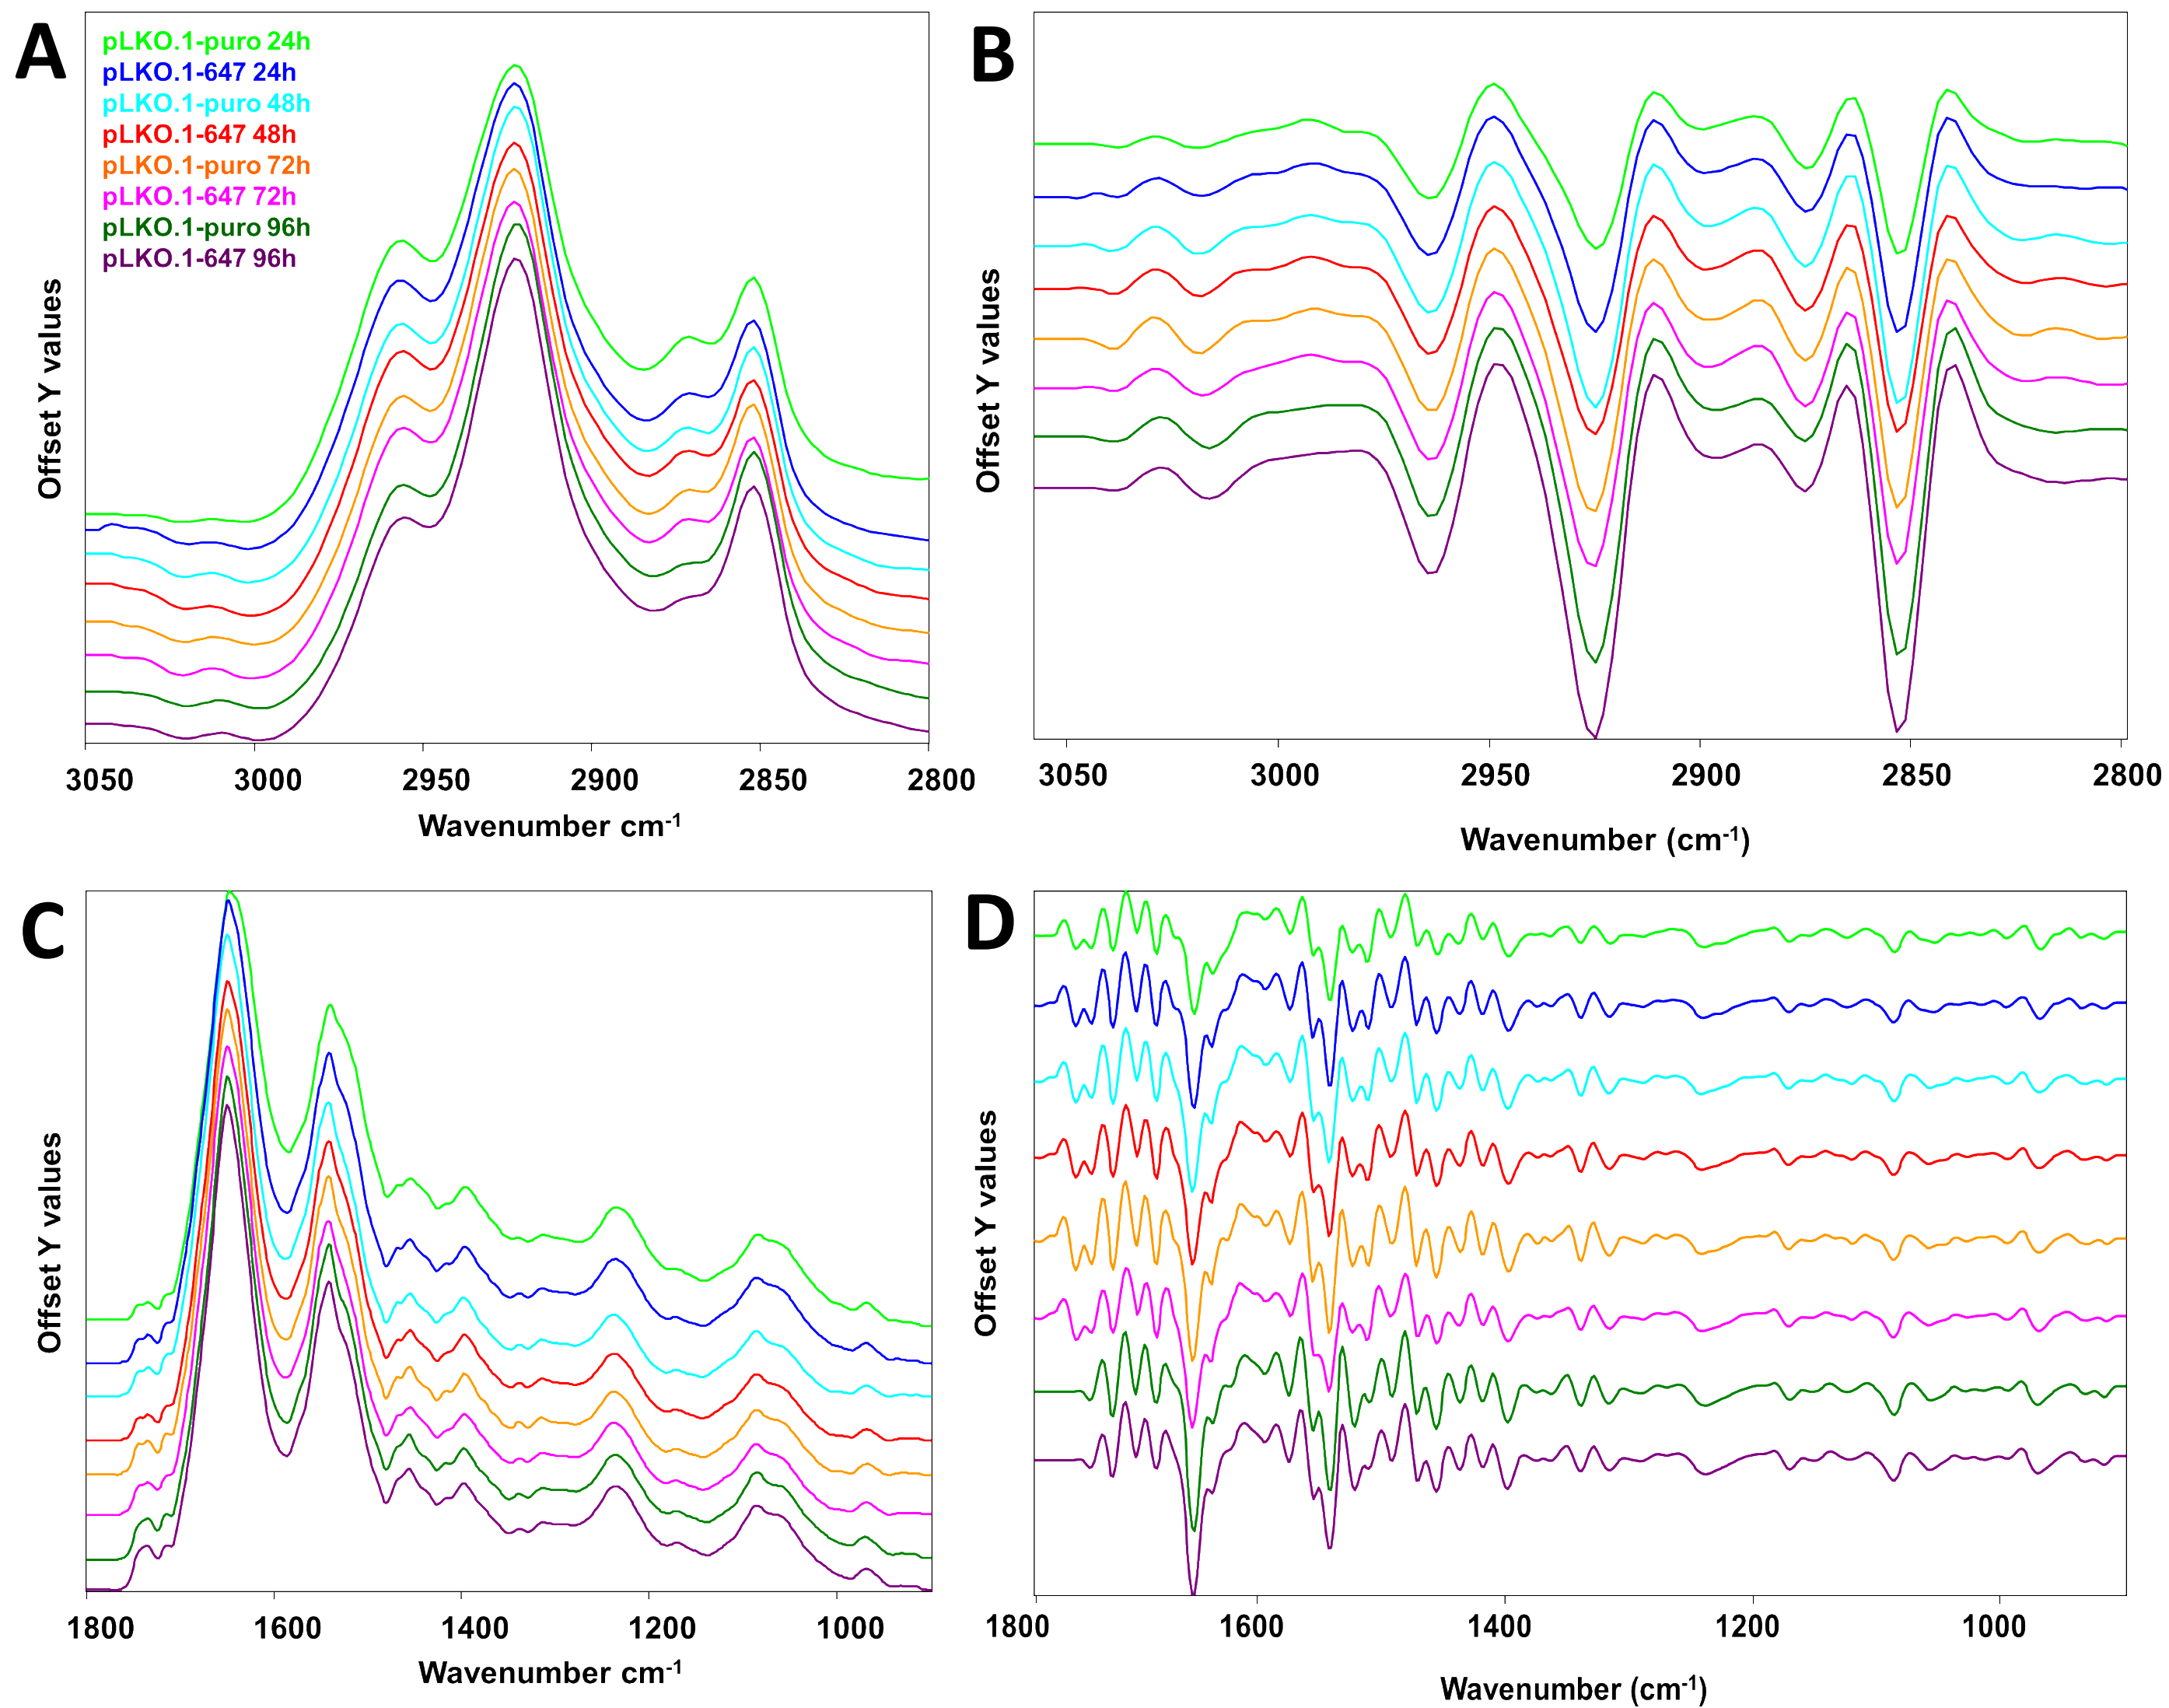 A
pLKO.1-puro 24h
pLKO.1-647 24h
pLKO.1-puro 48h
pLKO.1-647 48h
pLKO.1-puro 72h
pLKO.1-647 72h
pLKO.1-puro 96h
pLKO.1-647 96h
Offset Y values
3050 3000 2950 2900 2850 2800
Wavenumber cm-1
B
Offset Y values
3050 3000 2950 2900 2850 2800
Wavenumber (cm-1)
C
Offset Y values
1800 1600 1400 1200 1000
Wavenumber cm-1
D
Offset Y values
1800 1600 1400 1200 1000
Wavenumber (cm-1)